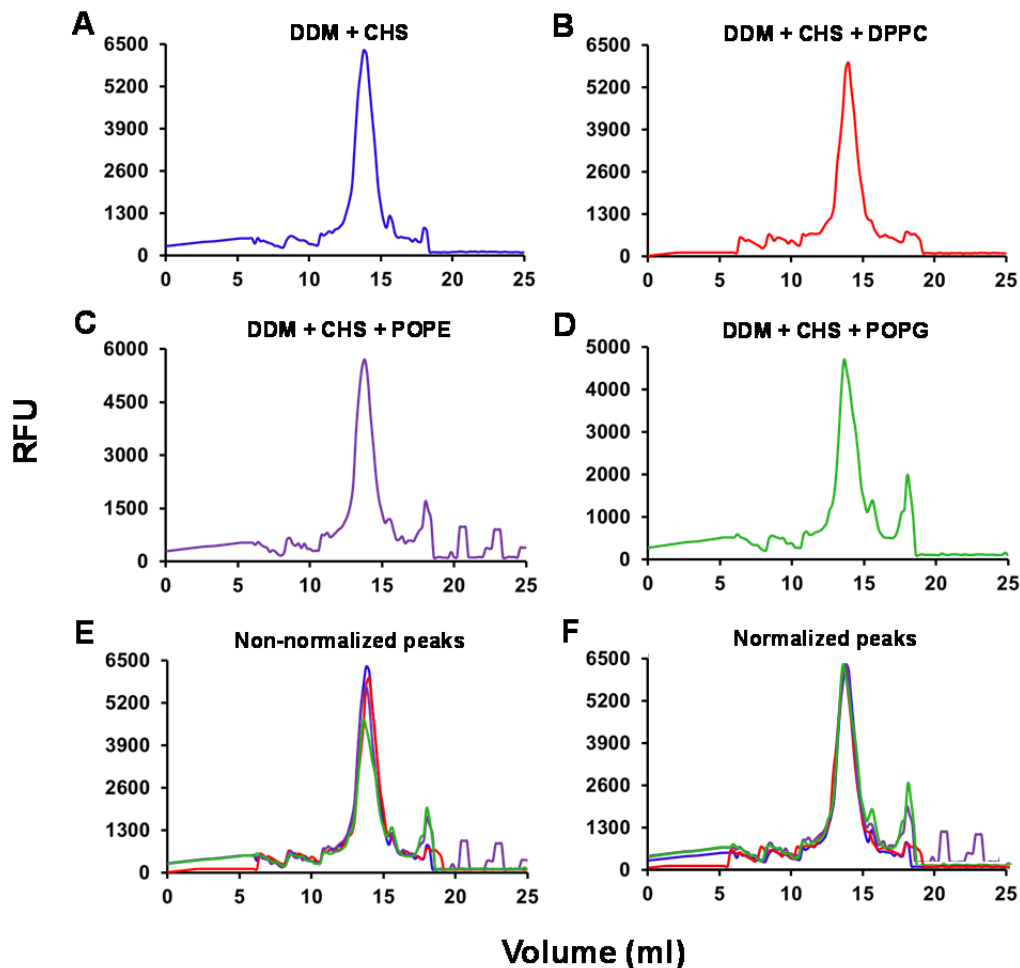 A
DDM + CHS
6500
5200
3900
2600
1300
0
0 5 10 15 20 25
B
DDM + CHS + DPPC
6500
5200
3900
2600
1300
0
0 5 10 15 20 25
C
DDM + CHS + POPE
6000
4500
3000
1500
0
0 5 10 15 20 25
D
DDM + CHS + POPG
5000
4000
3000
2000
1000
0
0 5 10 15 20 25
RFU
E
Non-normalized peaks
6500
5200
3900
2600
1300
0
0 5 10 15 20 25
F
Normalized peaks
6500
5200
3900
2600
1300
0
0 5 10 15 20 25
Volume (ml)